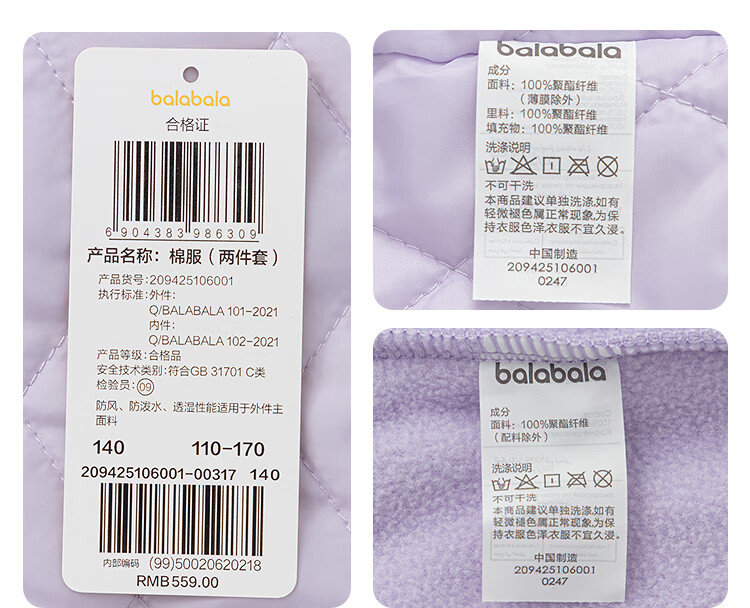 balabala
合格证
6 904383 986309
产品名称：棉服（两件套）
产品货号：209425106001
执行标准：外件：
Q/BALABALA 101-2021
内件：
Q/BALABALA 102-2021
产品等级：合格品
安全技术类别：符合GB 31701 C类
检验员：09
防风、防泼水、透湿性能适用于外件主
面料
140 110-170
209425106001-00317 140
内部编码 (99)50020620218
RMB559.00
balabala
成分
面料：100%聚酯纤维
（薄膜除外）
里料：100%聚酯纤维
填充物：100%聚酯纤维
洗涤说明
不可干洗
本商品建议单独洗涤,如有
轻微褪色属正常现象,为保
持衣服色泽,衣服不宜久浸。
中国制造
209425106001
0247
balabala
成分
面料：100%聚酯纤维
（配料除外）
洗涤说明
不可干洗
本商品建议单独洗涤,如有
轻微褪色属正常现象,为保
持衣服色泽,衣服不宜久浸。
中国制造
209425106001
0247